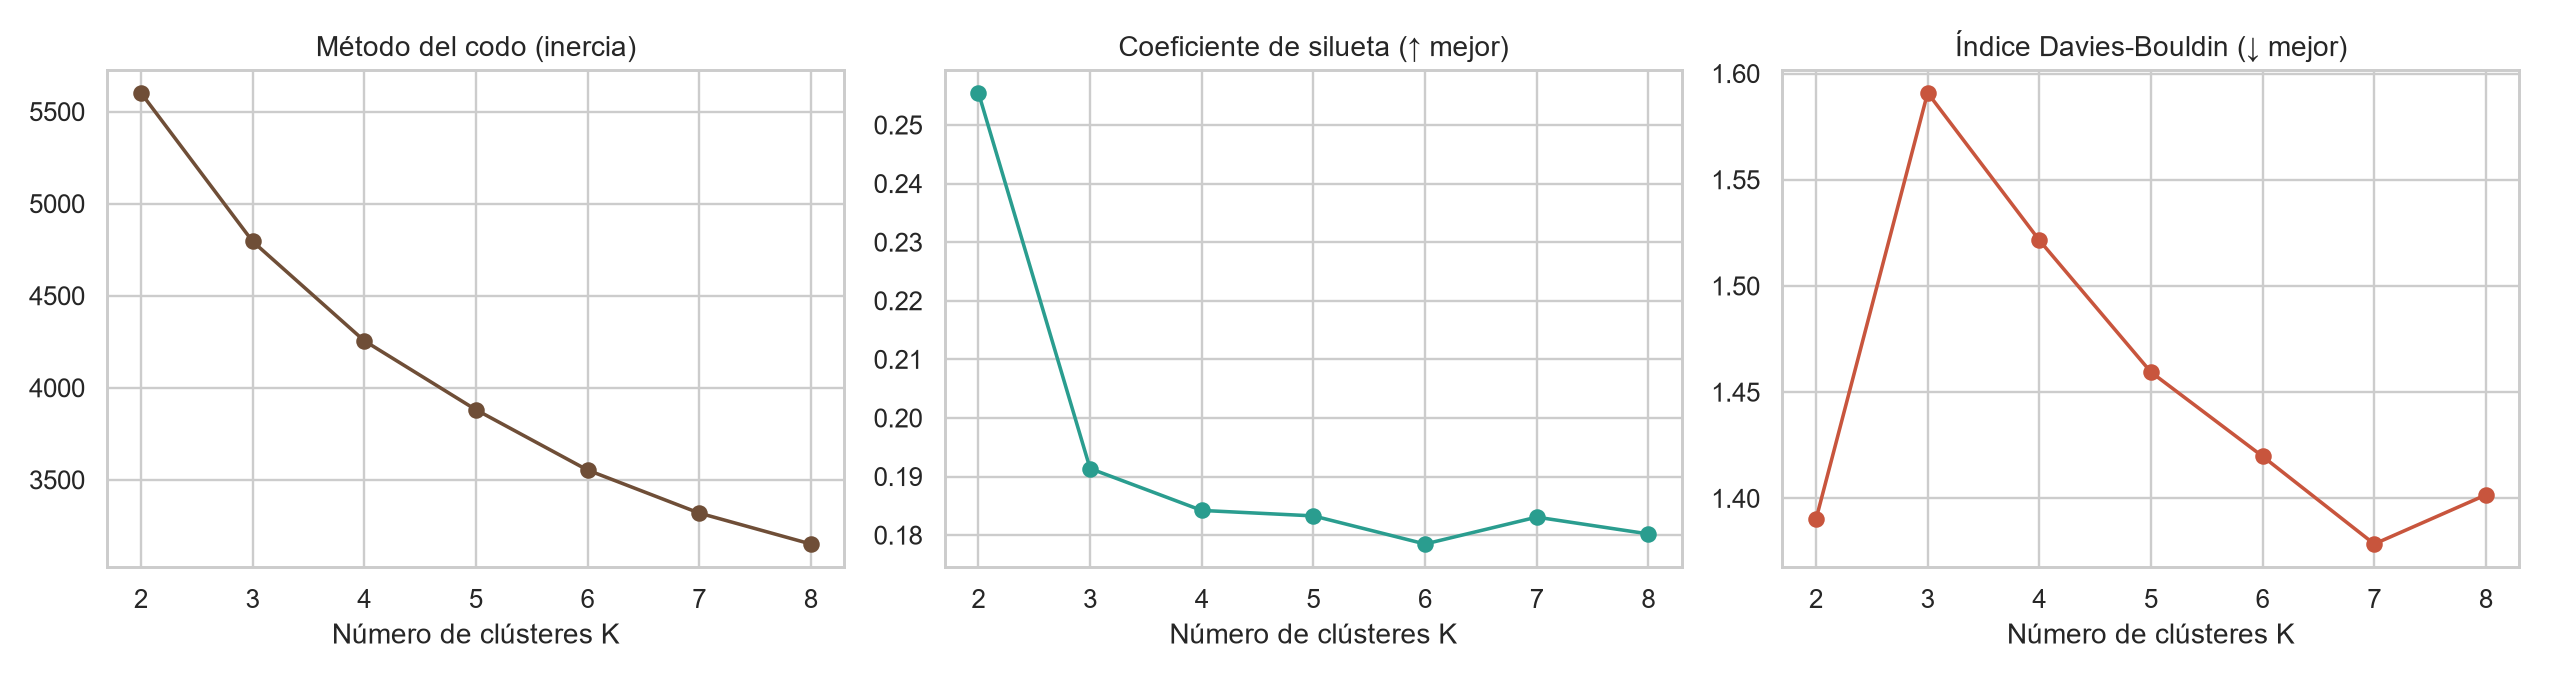 Método del codo (inercia)
5500
5000
4500
4000
3500
2 3 4 5 6 7 8
Número de clústeres K
Coeficiente de silueta (↑ mejor)
0.25
0.24
0.23
0.22
0.21
0.20
0.19
0.18
2 3 4 5 6 7 8
Número de clústeres K
Índice Davies-Bouldin (↓ mejor)
1.60
1.55
1.50
1.45
1.40
2 3 4 5 6 7 8
Número de clústeres K